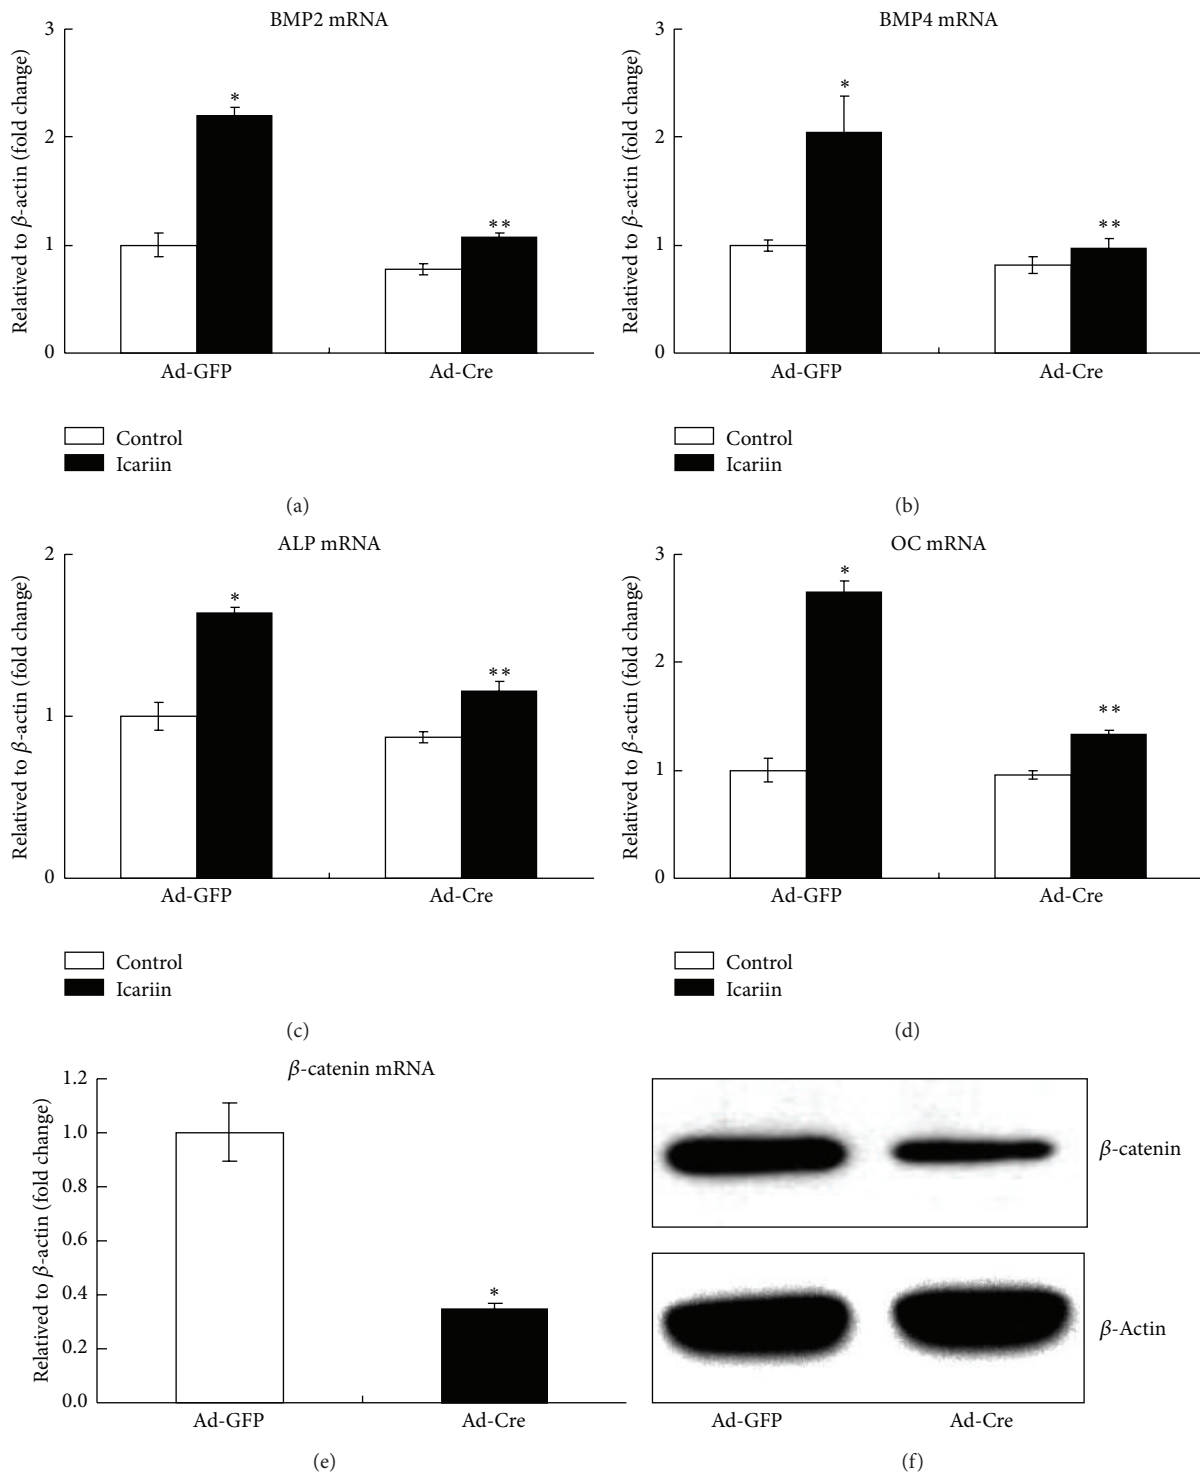 BMP2 mRNA
Relatived to β-actin (fold change)
3
2
1
0
*
**
Ad-GFP Ad-Cre
Control
Icariin
(a)
BMP4 mRNA
Relatived to β-actin (fold change)
3
2
1
0
*
**
Ad-GFP Ad-Cre
Control
Icariin
(b)
ALP mRNA
Relatived to β-actin (fold change)
2
1
0
*
**
Ad-GFP Ad-Cre
Control
Icariin
(c)
OC mRNA
Relatived to β-actin (fold change)
3
2
1
0
*
**
Ad-GFP Ad-Cre
Control
Icariin
(d)
β-catenin mRNA
Relatived to β-actin (fold change)
1.2
1.0
0.8
0.6
0.4
0.2
0.0
*
Ad-GFP Ad-Cre
(e)
β-catenin
β-Actin
Ad-GFP Ad-Cre
(f)